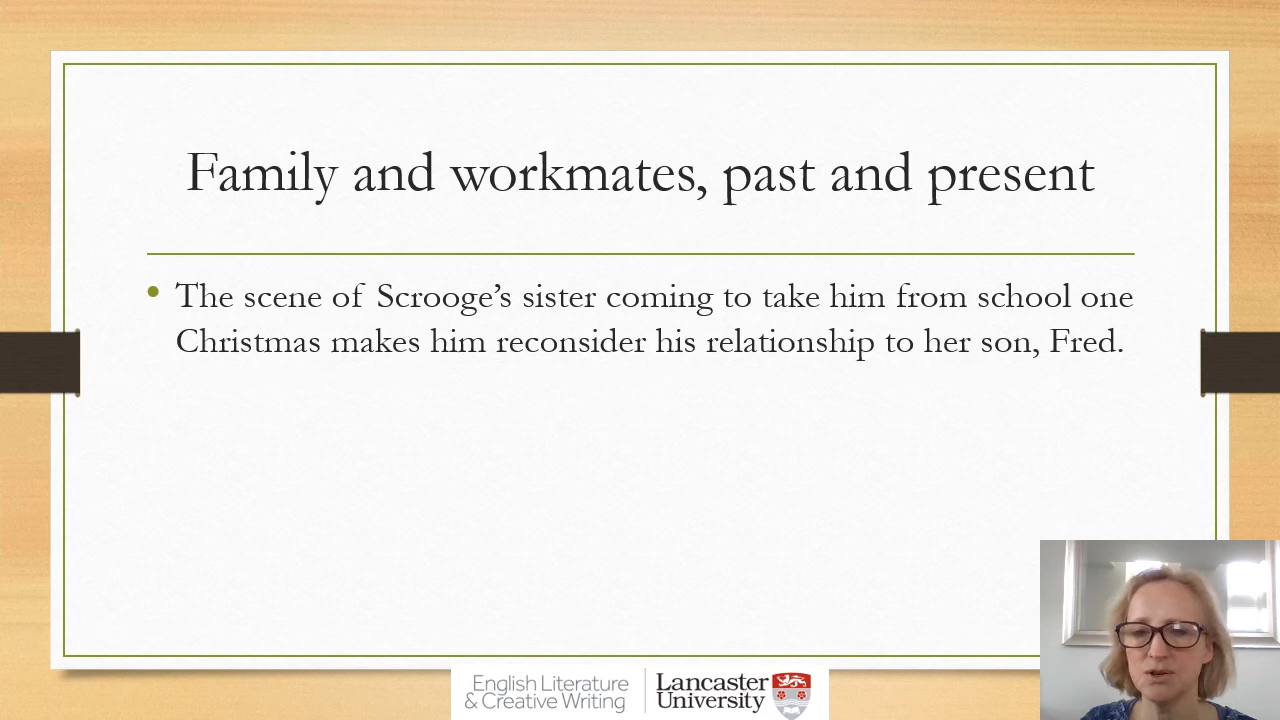 Family and workmates, past and present
• The scene of Scrooge’s sister coming to take him from school one
Christmas makes him reconsider his relationship to her son, Fred.
English Literature
& Creative Writing
Lancaster
University